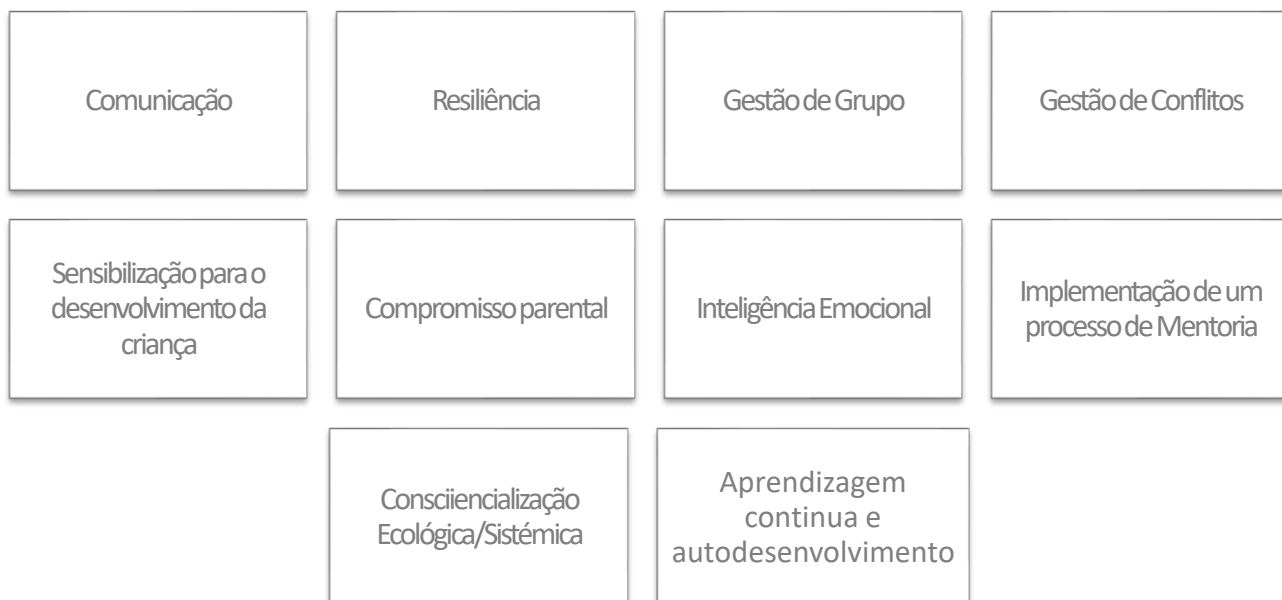 Comunicação
Resiliência
Gestão de Grupo
Gestão de Conflitos
Sensibilização para o
desenvolvimento da
criança
Compromisso parental
Inteligência Emocional
Implementação de um
processo de Mentoria
Consciiencialização
Ecológica/Sistémica
Aprendizagem
continua e
autodesenvolvimento